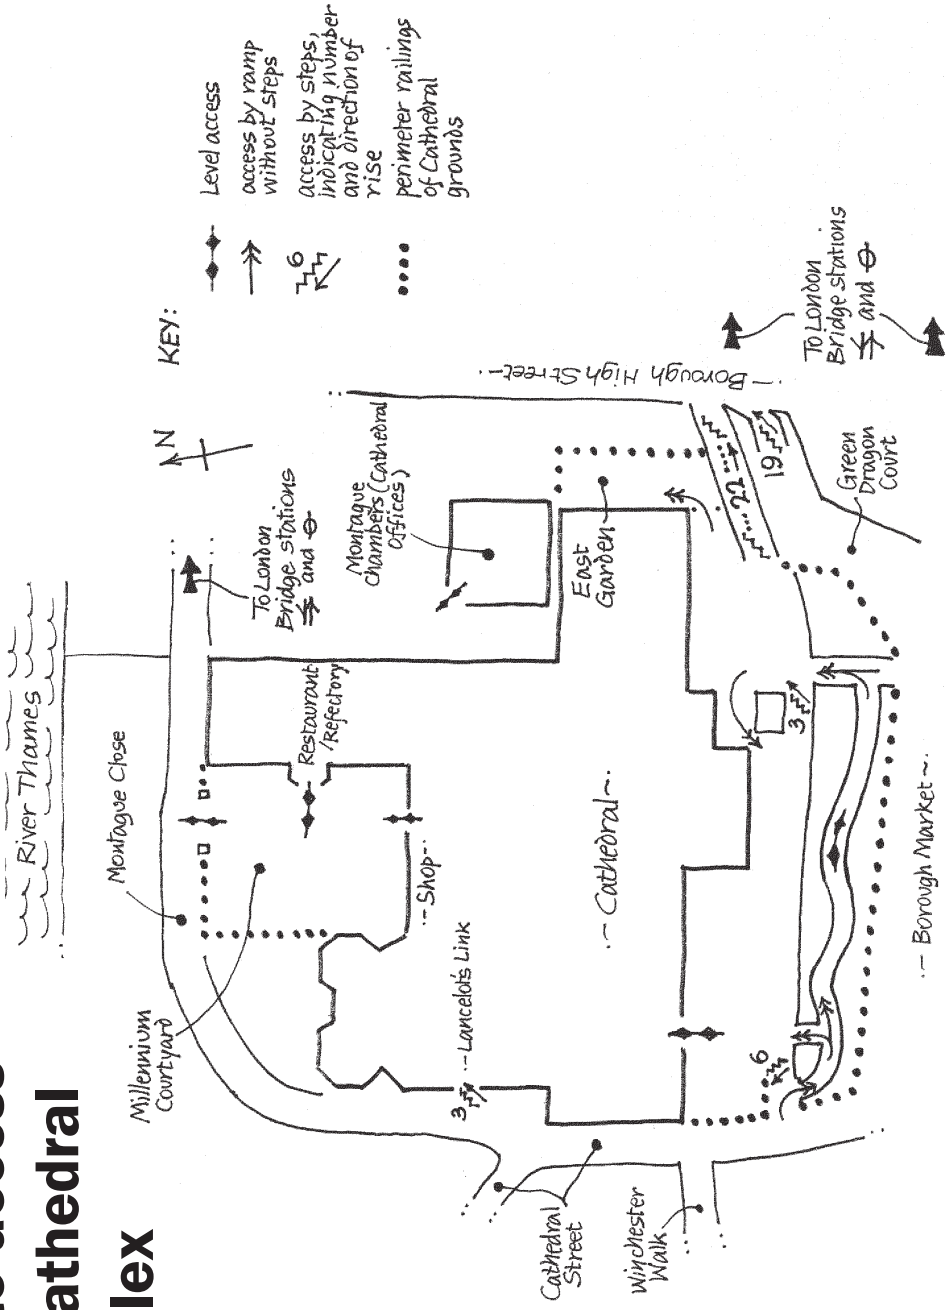 athedral
lex
River Thames
Montague Close
Millennium
Courtyard
N
To London
Bridge stations
and
KEY:
Level access
access by ramp
without steps
6
access by steps,
indicating number
and direction of
rise
perimeter railings
of Cathedral
grounds
Restaurant
/Refectory
Montague
Chambers (Cathedral
Offices)
Shop
3
Lancelot's Link
East
Garden
Borough High Street
Cathedral
22
19
To London
Bridge stations
and
Green
Dragon
Court
3
6
Cathedral
Street
Winchester
Walk
Borough Market